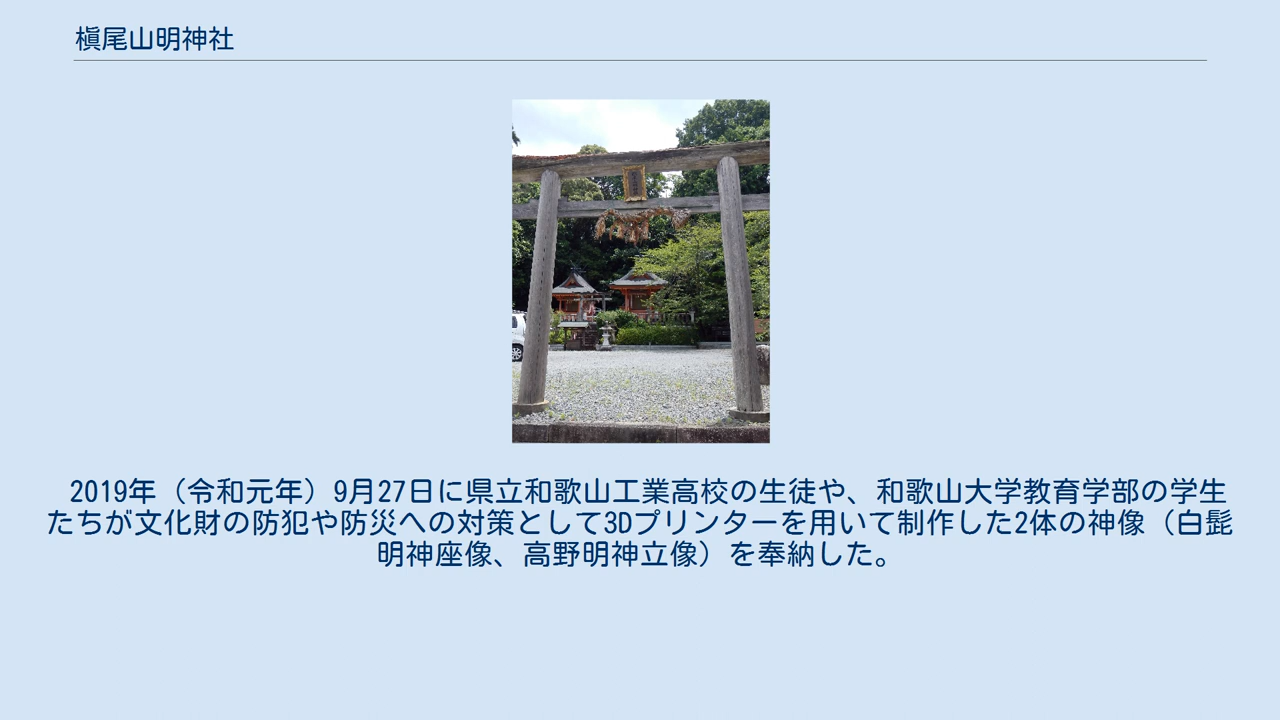 槇尾山明神社
2019年（令和元年）9月27日に県立和歌山工業高校の生徒や、和歌山大学教育学部の学生
たちが文化財の防犯や防災への対策として3Dプリンターを用いて制作した2体の神像（白髭
明神座像、高野明神立像）を奉納した。